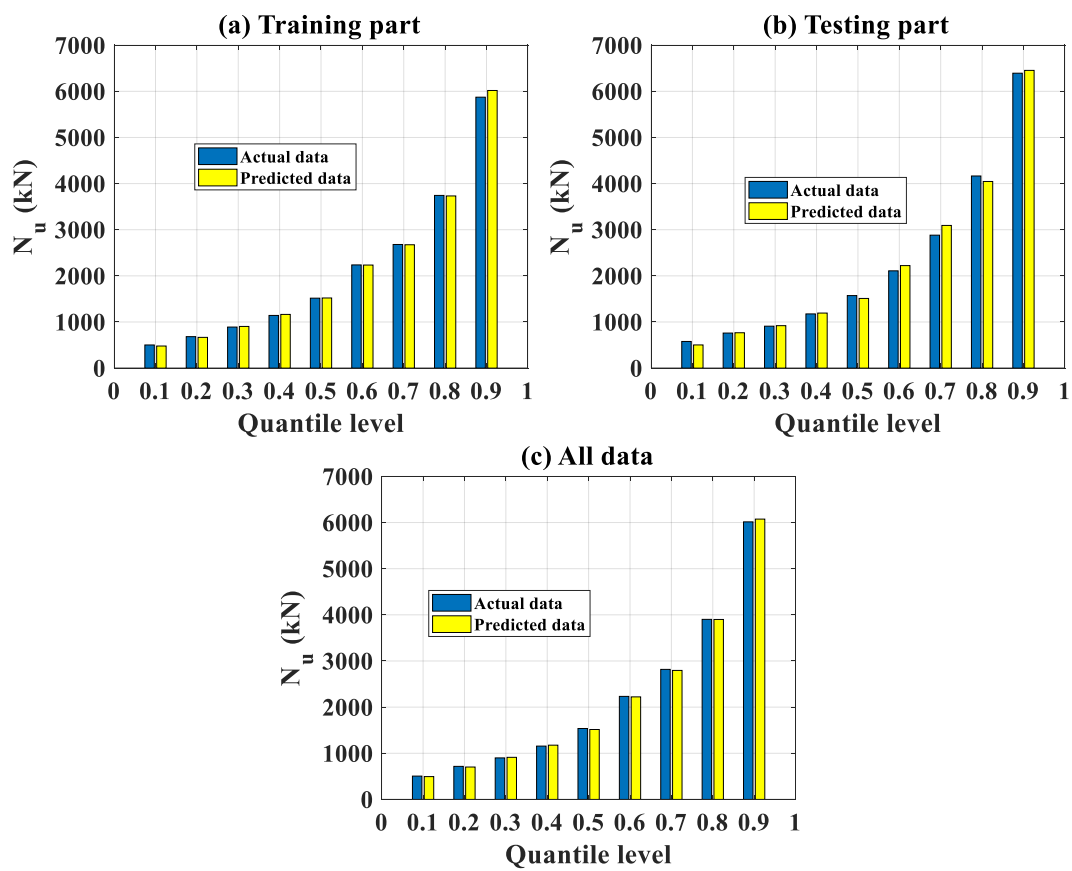 (a) Training part
7000
6000
5000
4000
3000
2000
1000
0
N_u (kN)
Actual data
Predicted data
0 0.1 0.2 0.3 0.4 0.5 0.6 0.7 0.8 0.9 1
Quantile level
(b) Testing part
7000
6000
5000
4000
3000
2000
1000
0
N_u (kN)
Actual data
Predicted data
0 0.1 0.2 0.3 0.4 0.5 0.6 0.7 0.8 0.9 1
Quantile level
(c) All data
7000
6000
5000
4000
3000
2000
1000
0
N_u (kN)
Actual data
Predicted data
0 0.1 0.2 0.3 0.4 0.5 0.6 0.7 0.8 0.9 1
Quantile level